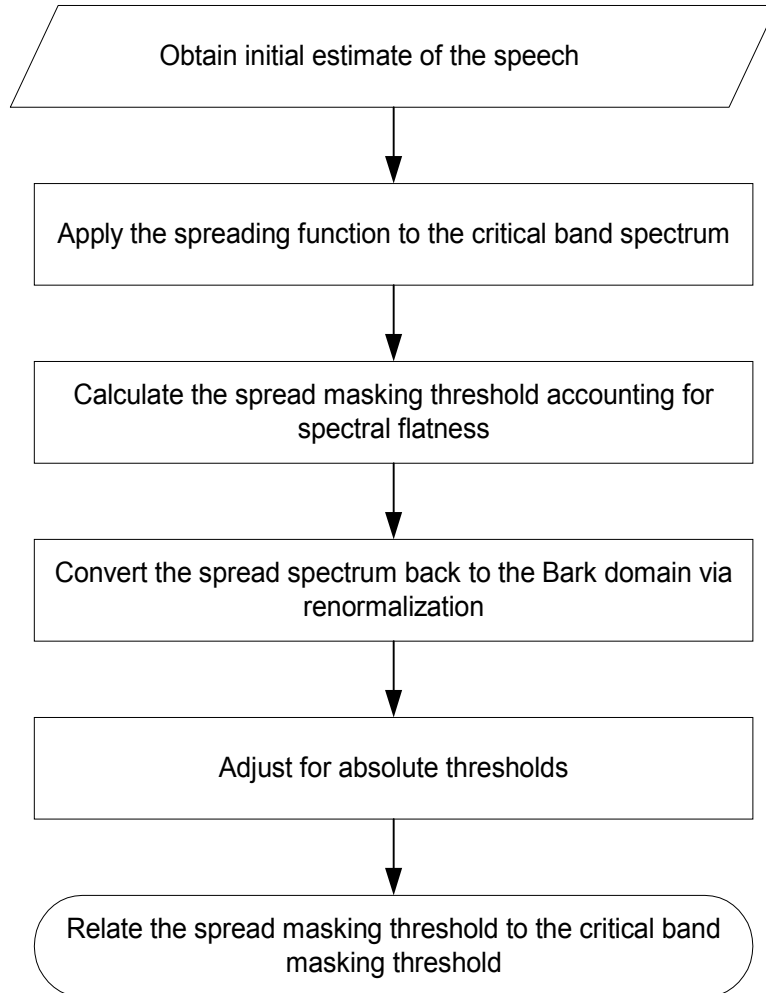 Obtain initial estimate of the speech
Apply the spreading function to the critical band spectrum
Calculate the spread masking threshold accounting for
spectral flatness
Convert the spread spectrum back to the Bark domain via
renormalization
Adjust for absolute thresholds
Relate the spread masking threshold to the critical band
masking threshold